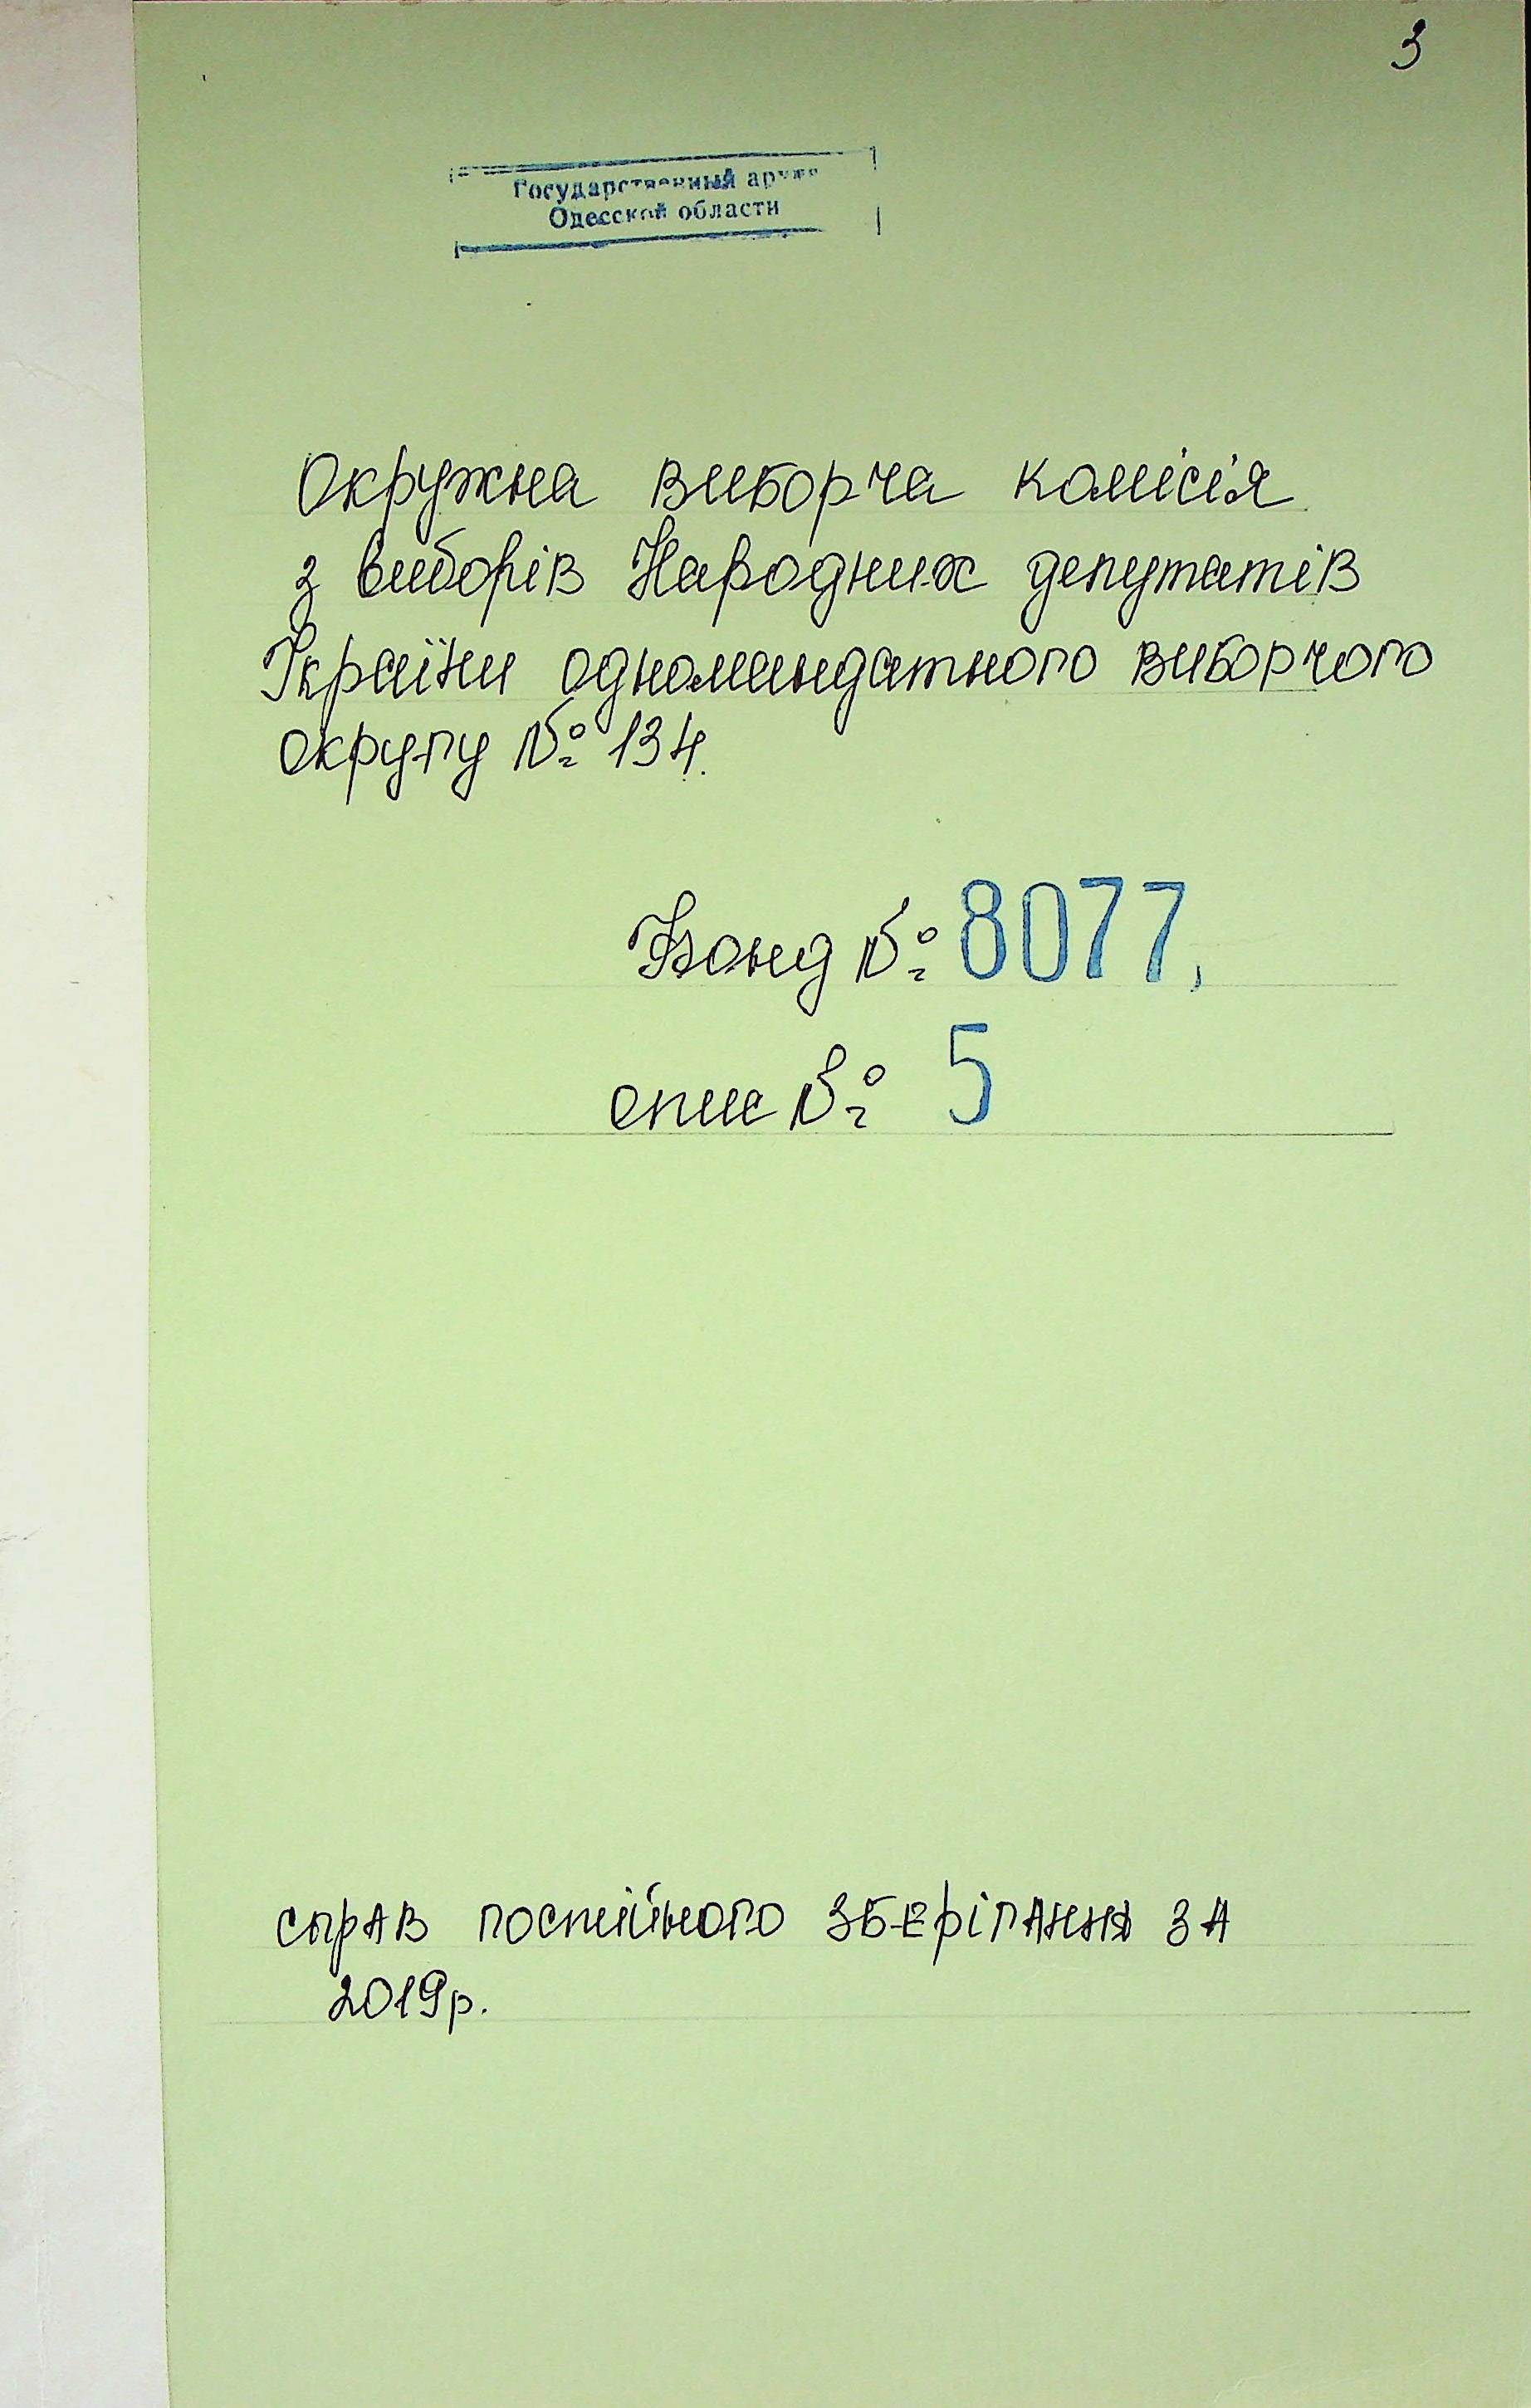 3
Государственный архив
Одесской области
Окружна виборча комісія
з виборів Народних депутатів
України одномандатного виборчого
округу № 134.
Фонд № 8077,
опис № 5
справ постійного зберігання за
2019р.